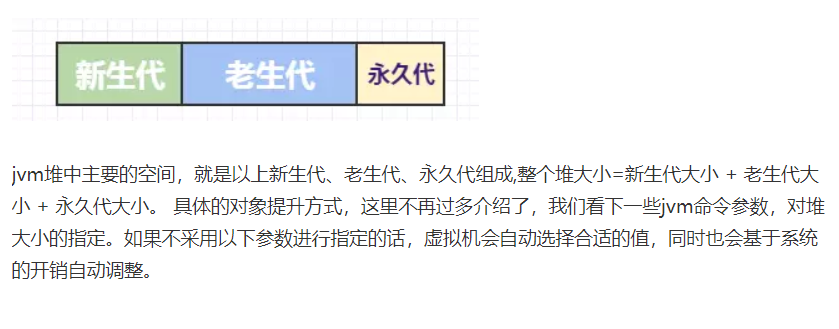 新生代 老生代 永久代
jvm堆中主要的空间，就是以上新生代、老生代、永久代组成,整个堆大小=新生代大小 + 老生代大
小 + 永久代大小。 具体的对象提升方式，这里不再过多介绍了，我们看下一些jvm命令参数，对堆
大小的指定。如果不采用以下参数进行指定的话，虚拟机会自动选择合适的值，同时也会基于系统
的开销自动调整。